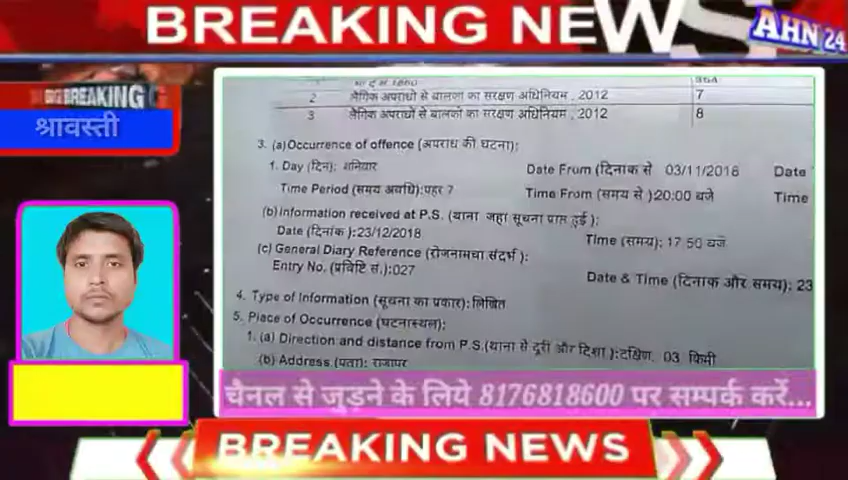 BREAKING NEWS
AHN 24
BIG BREAKING
श्रावस्ती
354
2 लैंगिक अपराधों से बालकों का संरक्षण अधिनियम , 2012 7
3 लैंगिक अपराधों से बालकों का संरक्षण अधिनियम , 2012 8
3. (a) Occurrence of offence (अपराध की घटना):
1. Day (दिन): शनिवार Date From (दिनांक से 03/11/2018 Date
Time Period (समय अवधि):पहर 7 Time From (समय से )20:00 बजे Time
(b) Information received at P.S. (थाना जहां सूचना प्राप्त हुई ):
Date (दिनांक ):23/12/2018 Time (समय): 17:50 बजे
(c) General Diary Reference (रोजनामचा संदर्भ ):
Entry No. (प्रविष्टि सं.):027 Date & Time (दिनांक और समय): 23
4. Type of Information (सूचना का प्रकार): लिखित
5. Place of Occurrence (घटनास्थल):
1. (a) Direction and distance from P.S.(थाना से दूरी और दिशा ):दक्षिण, 03 किमी
(b) Address (पता):
चैनल से जुड़ने के लिये 8176818600 पर सम्पर्क करें...
BREAKING NEWS